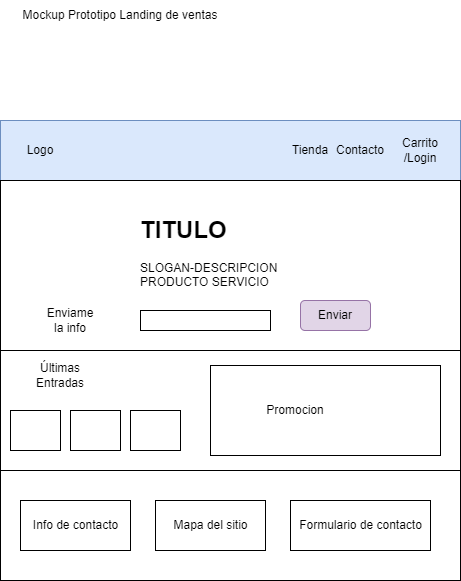 Mockup Prototipo Landing de ventas
Logo
Tienda
Contacto
Carrito
/Login
TITULO
SLOGAN-DESCRIPCION
PRODUCTO SERVICIO
Enviame
la info
Enviar
Últimas
Entradas
Promocion
Info de contacto
Mapa del sitio
Formulario de contacto